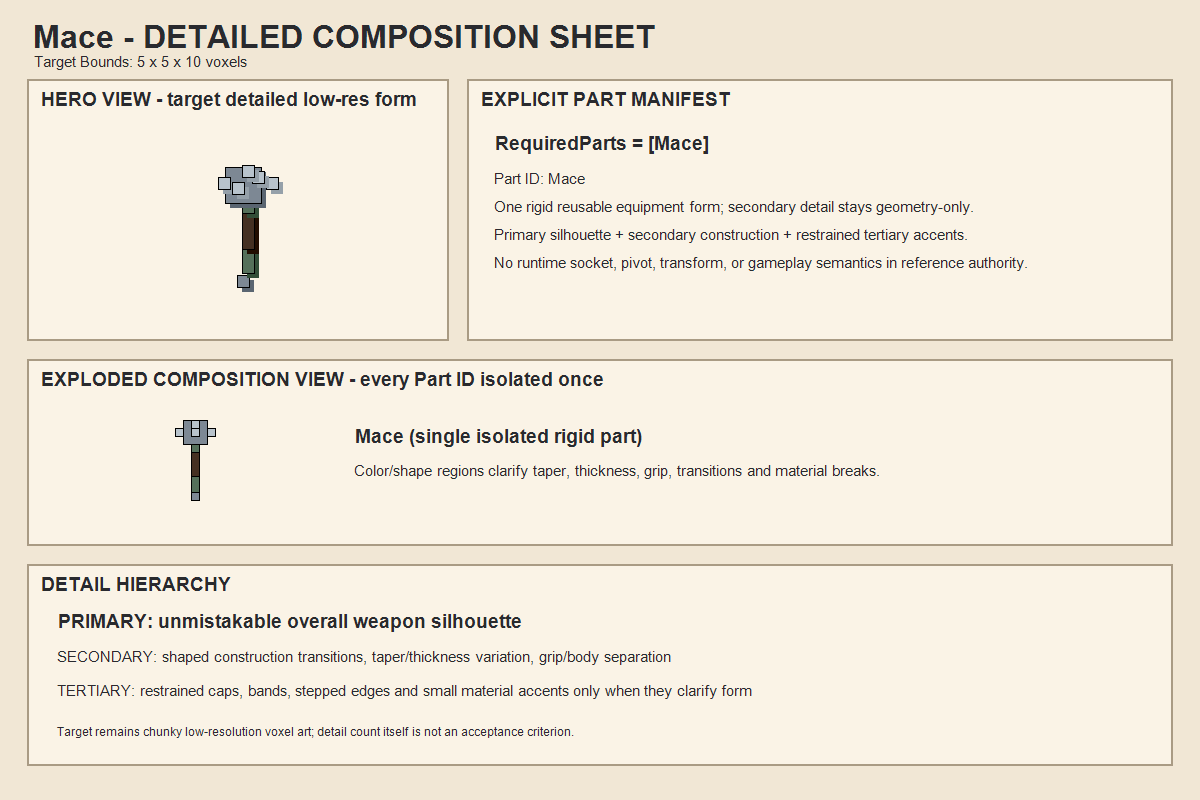 Mace - DETAILED COMPOSITION SHEET
Target Bounds: 5 x 5 x 10 voxels
HERO VIEW - target detailed low-res form
EXPLICIT PART MANIFEST
RequiredParts = [Mace]
Part ID: Mace
One rigid reusable equipment form; secondary detail stays geometry-only.
Primary silhouette + secondary construction + restrained tertiary accents.
No runtime socket, pivot, transform, or gameplay semantics in reference authority.
EXPLODED COMPOSITION VIEW - every Part ID isolated once
Mace (single isolated rigid part)
Color/shape regions clarify taper, thickness, grip, transitions and material breaks.
DETAIL HIERARCHY
PRIMARY: unmistakable overall weapon silhouette
SECONDARY: shaped construction transitions, taper/thickness variation, grip/body separation
TERTIARY: restrained caps, bands, stepped edges and small material accents only when they clarify form
Target remains chunky low-resolution voxel art; detail count itself is not an acceptance criterion.